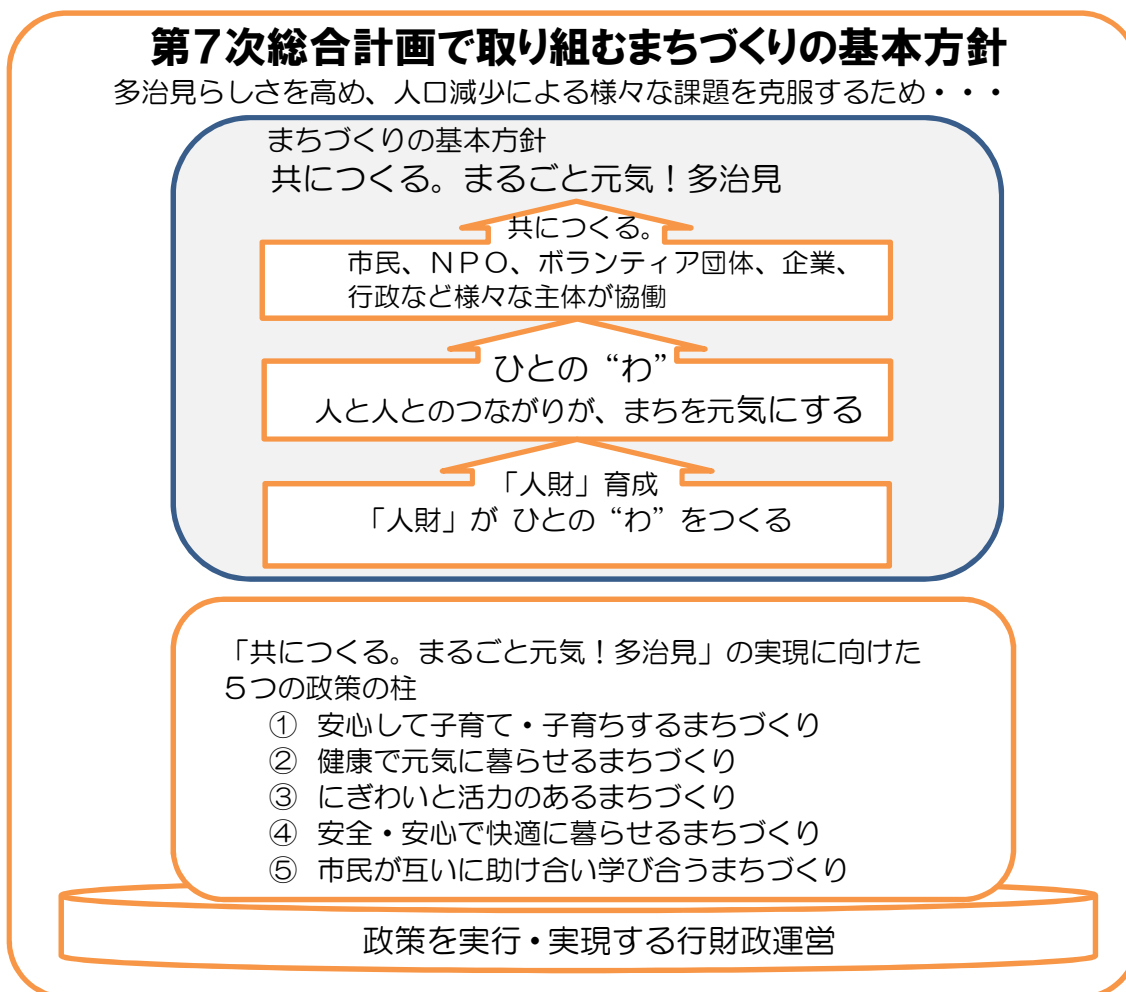 第７次総合計画で取り組むまちづくりの基本方針
多治見らしさを高め、人口減少による様々な課題を克服するため・・・
まちづくりの基本方針
共につくる。まるごと元気！多治見
共につくる。
市民、ＮＰＯ、ボランティア団体、企業、
行政など様々な主体が協働
ひとの“わ”
人と人とのつながりが、まちを元気にする
「人財」育成
「人財」が ひとの“わ”をつくる
「共につくる。まるごと元気！多治見」の実現に向けた
５つの政策の柱
① 安心して子育て・子育ちするまちづくり
② 健康で元気に暮らせるまちづくり
③ にぎわいと活力のあるまちづくり
④ 安全・安心で快適に暮らせるまちづくり
⑤ 市民が互いに助け合い学び合うまちづくり
政策を実行・実現する行財政運営